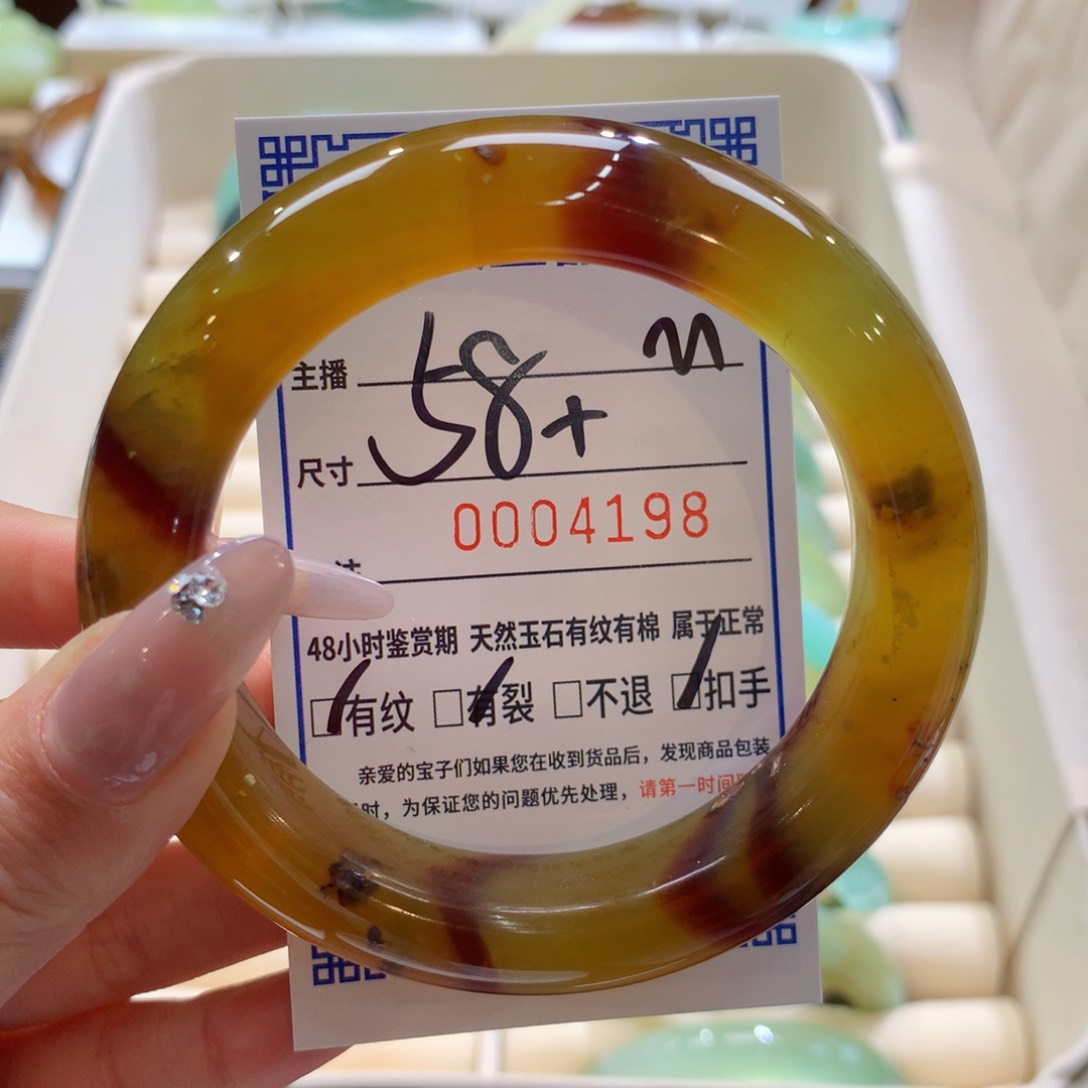 主播 58+ n
尺寸
0004198
注
48小时鉴赏期 天然玉石有纹有棉 属于正常
□有纹 □有裂 □不退 □扣手
亲爱的宝子们如果您在收到货品后，发现商品包装
时，为保证您的问题优先处理，请第一时间